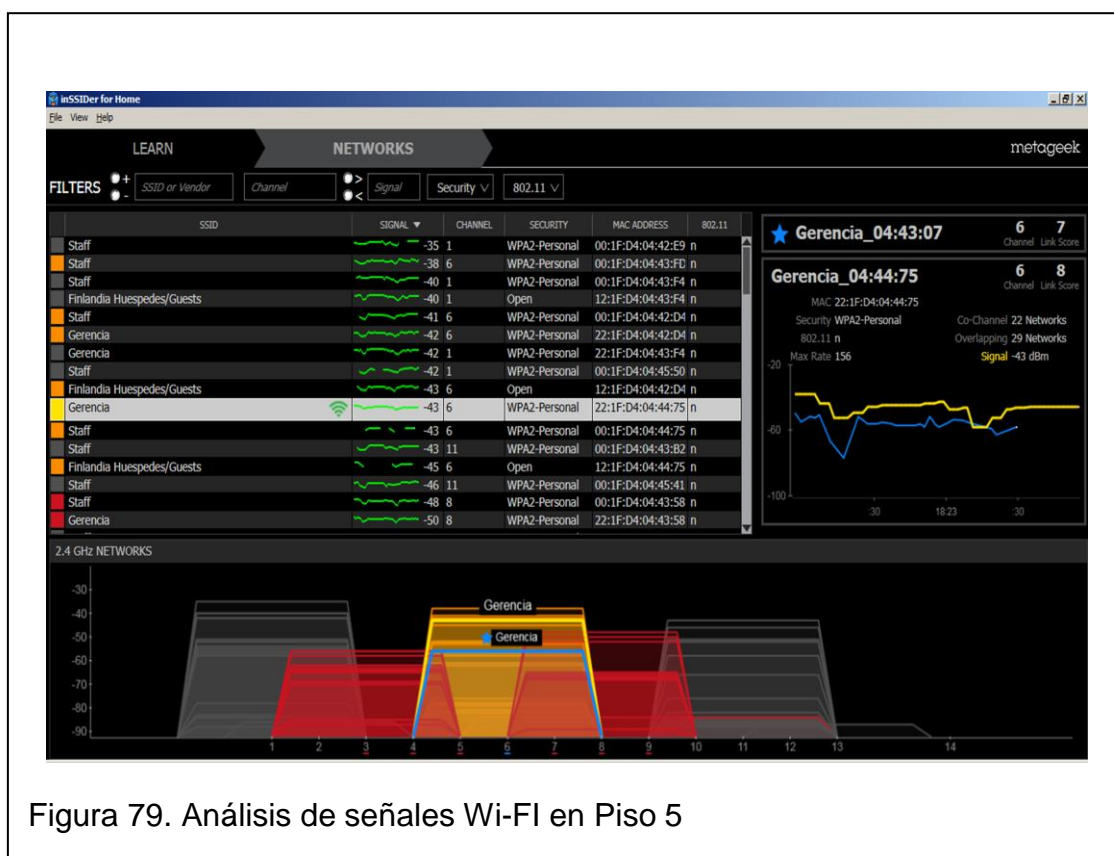 inSSIDer for Home
File View Help
LEARN NETWORKS metageek
FILTERS + - SSID or Vendor Channel > < Signal Security ∨ 802.11 ∨
SSID SIGNAL ▼ CHANNEL SECURITY MAC ADDRESS 802.11
Staff -35 1 WPA2-Personal 00:1F:D4:04:42:E9 n
Staff -38 6 WPA2-Personal 00:1F:D4:04:43:FD n
Staff -40 1 WPA2-Personal 00:1F:D4:04:43:F4 n
Finlandia Huespedes/Guests -40 1 Open 12:1F:D4:04:43:F4 n
Staff -41 6 WPA2-Personal 00:1F:D4:04:42:D4 n
Gerencia -42 6 WPA2-Personal 22:1F:D4:04:42:D4 n
Gerencia -42 1 WPA2-Personal 22:1F:D4:04:43:F4 n
Staff -42 1 WPA2-Personal 00:1F:D4:04:45:50 n
Finlandia Huespedes/Guests -43 6 Open 12:1F:D4:04:42:D4 n
Gerencia -43 6 WPA2-Personal 22:1F:D4:04:44:75 n
Staff -43 6 WPA2-Personal 00:1F:D4:04:44:75 n
Staff -43 11 WPA2-Personal 00:1F:D4:04:43:B2 n
Finlandia Huespedes/Guests -45 6 Open 12:1F:D4:04:44:75 n
Staff -46 11 WPA2-Personal 00:1F:D4:04:45:41 n
Staff -48 8 WPA2-Personal 00:1F:D4:04:43:58 n
Gerencia -50 8 WPA2-Personal 22:1F:D4:04:43:58 n
Gerencia_04:43:07 6 7
Channel Link Score
Gerencia_04:44:75 6 8
Channel Link Score
MAC 22:1F:D4:04:44:75
Security WPA2-Personal Co-Channel 22 Networks
802.11 n Overlapping 29 Networks
Max Rate 156 Signal -43 dBm
-20
-60
-100
:30 18:23 :30
2.4 GHz NETWORKS
-30
-40
-50
-60
-70
-80
-90
Gerencia
Gerencia
1 2 3 4 5 6 7 8 9 10 11 12 13 14
Figura 79. Análisis de señales Wi-FI en Piso 5